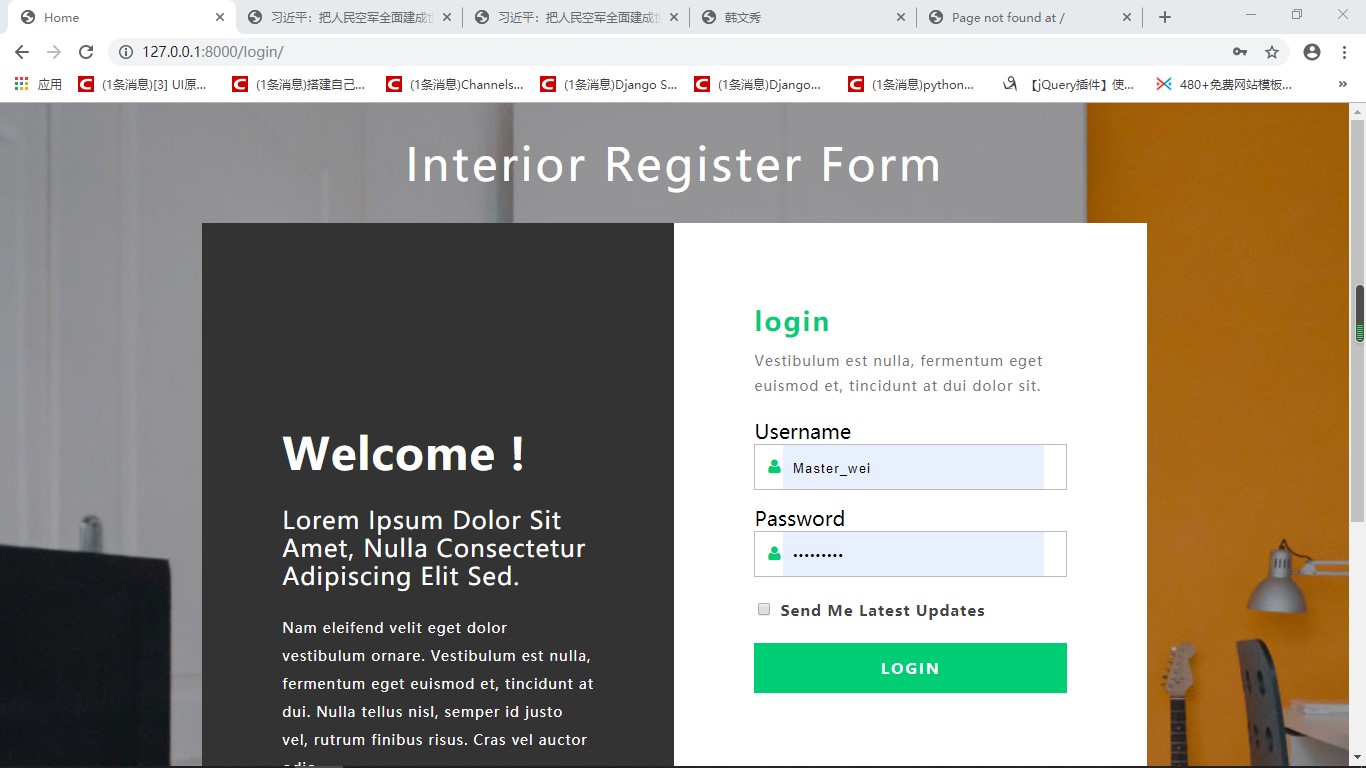 Home
习近平：把人民空军全面建成
习近平：把人民空军全面建成
韩文秀
Page not found at /
127.0.0.1:8000/login/
应用
(1条消息)[3] UI原...
(1条消息)搭建自己...
(1条消息)Channels...
(1条消息)Django S...
(1条消息)Django...
(1条消息)python...
【jQuery插件】使...
480+免费网站模板...
»
Interior Register Form
Welcome !
Lorem Ipsum Dolor Sit
Amet, Nulla Consectetur
Adipiscing Elit Sed.
Nam eleifend velit eget dolor
vestibulum ornare. Vestibulum est nulla,
fermentum eget euismod et, tincidunt at
dui. Nulla tellus nisl, semper id justo
vel, rutrum finibus risus. Cras vel auctor
login
Vestibulum est nulla, fermentum eget
euismod et, tincidunt at dui dolor sit.
Username
Master_wei
Password
•••••••••
Send Me Latest Updates
LOGIN